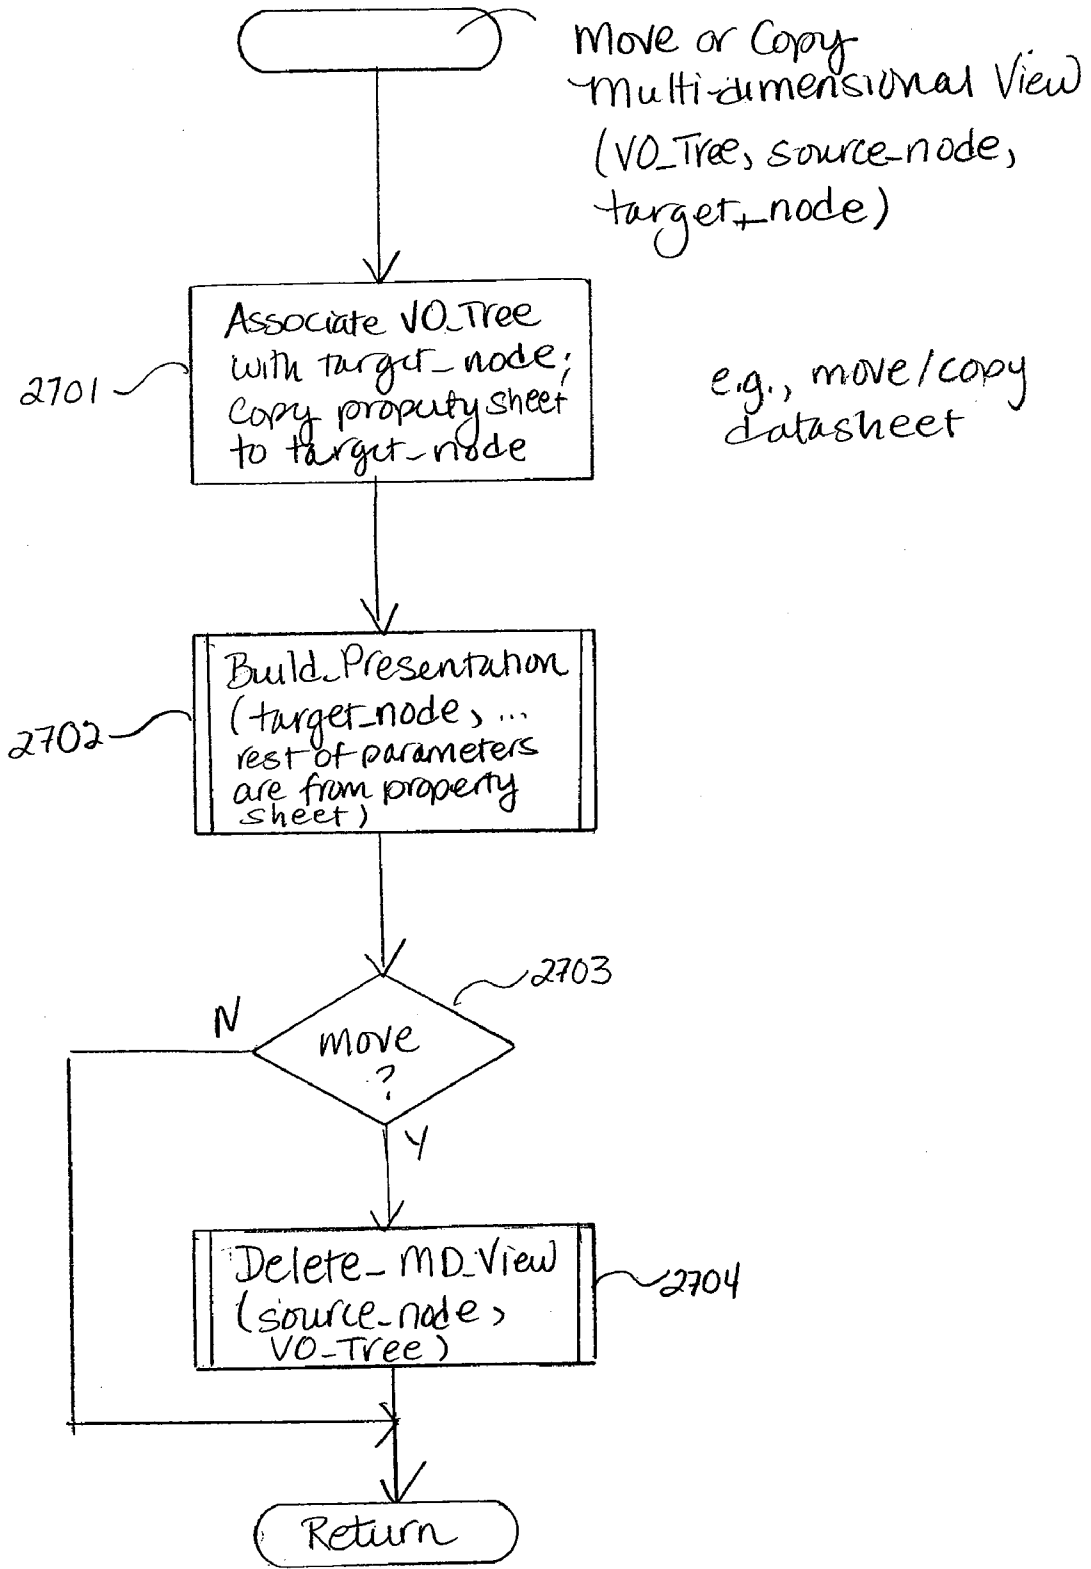 Move or Copy
Multi-dimensional View
(VO_Tree, source_node,
target_node)
Associate VO_Tree
with target_node;
Copy property sheet
to target_node
2701
e.g., move/copy
datasheet
Build_Presentation
(target_node, ...
rest of parameters
are from property
sheet)
2702
2703
N
move
?
Y
Delete_MD_View
(source_node,
VO_Tree)
2704
Return